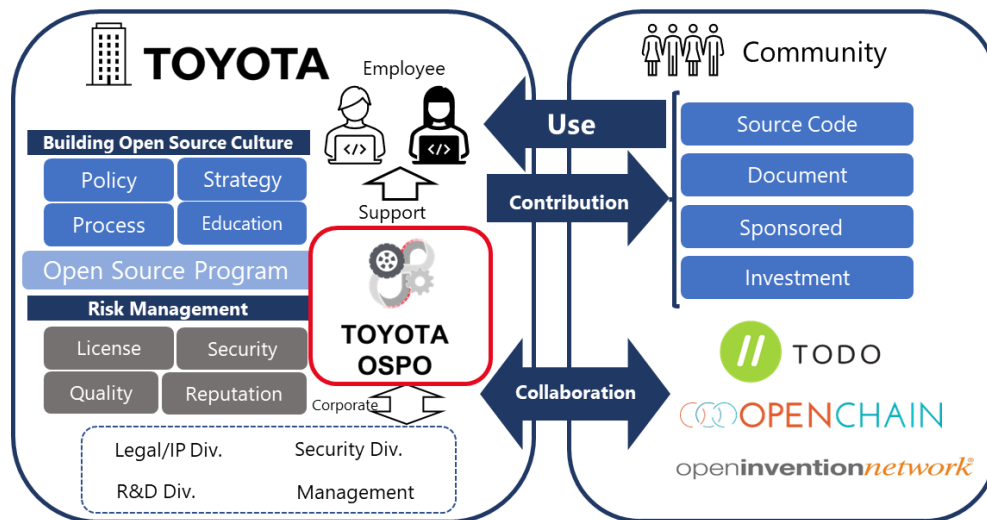 TOYOTA
Employee
</>
</>
Building Open Source Culture
Policy
Strategy
Process
Education
Support
Open Source Program
Risk Management
License
Security
Quality
Reputation
TOYOTA
OSPO
Corporate
Legal/IP Div.
Security Div.
R&D Div.
Management
Use
Contribution
Collaboration
Community
Source Code
Document
Sponsored
Investment
TODO
OPENCHAIN
openinventionnetwork®